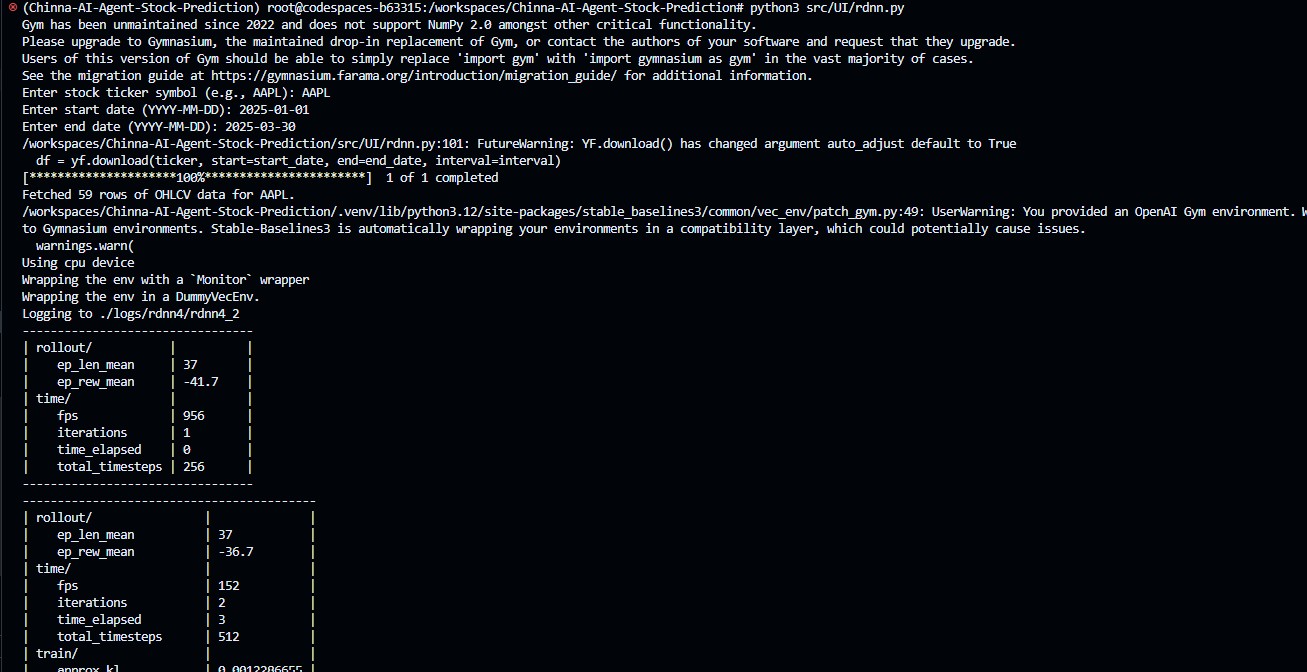 (Chinna-AI-Agent-Stock-Prediction) root@codespaces-b63315:/workspaces/Chinna-AI-Agent-Stock-Prediction# python3 src/UI/rdnn.py
Gym has been unmaintained since 2022 and does not support NumPy 2.0 amongst other critical functionality.
Please upgrade to Gymnasium, the maintained drop-in replacement of Gym, or contact the authors of your software and request that they upgrade.
Users of this version of Gym should be able to simply replace 'import gym' with 'import gymnasium as gym' in the vast majority of cases.
See the migration guide at https://gymnasium.farama.org/introduction/migration_guide/ for additional information.
Enter stock ticker symbol (e.g., AAPL): AAPL
Enter start date (YYYY-MM-DD): 2025-01-01
Enter end date (YYYY-MM-DD): 2025-03-30
/workspaces/Chinna-AI-Agent-Stock-Prediction/src/UI/rdnn.py:101: FutureWarning: YF.download() has changed argument auto_adjust default to True
  df = yf.download(ticker, start=start_date, end=end_date, interval=interval)
[*********************100%***********************]  1 of 1 completed
Fetched 59 rows of OHLCV data for AAPL.
/workspaces/Chinna-AI-Agent-Stock-Prediction/.venv/lib/python3.12/site-packages/stable_baselines3/common/vec_env/patch_gym.py:49: UserWarning: You provided an OpenAI Gym environment.
to Gymnasium environments. Stable-Baselines3 is automatically wrapping your environments in a compatibility layer, which could potentially cause issues.
  warnings.warn(
Using cpu device
Wrapping the env with a `Monitor` wrapper
Wrapping the env in a DummyVecEnv.
Logging to ./logs/rdnn4/rdnn4_2
---------------------------------
| rollout/           |          |
|    ep_len_mean     | 37       |
|    ep_rew_mean     | -41.7    |
| time/              |          |
|    fps             | 956      |
|    iterations      | 1        |
|    time_elapsed    | 0        |
|    total_timesteps | 256      |
---------------------------------
------------------------------------------
| rollout/                |              |
|    ep_len_mean          | 37           |
|    ep_rew_mean          | -36.7        |
| time/                   |              |
|    fps                  | 152          |
|    iterations           | 2            |
|    time_elapsed         | 3            |
|    total_timesteps      | 512          |
| train/                  |              |
|    approx_kl            | 0.0012286655 |